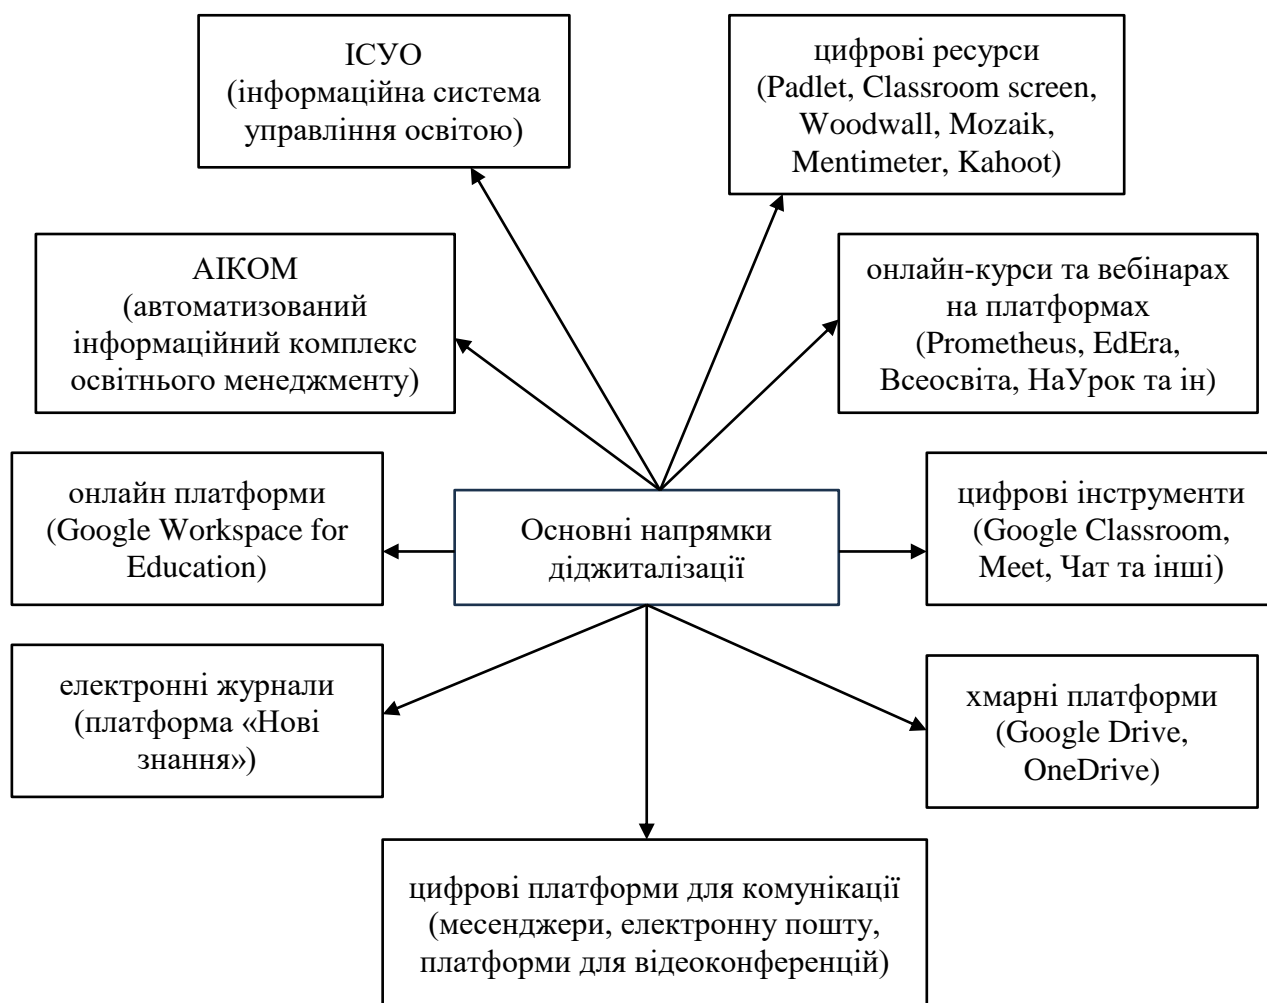 ІСУО
(інформаційна система
управління освітою)
цифрові ресурси
(Padlet, Classroom screen,
Woodwall, Mozaik,
Mentimeter, Kahoot)
АІКОМ
(автоматизований
інформаційний комплекс
освітнього менеджменту)
онлайн-курси та вебінарах
на платформах
(Prometheus, EdEra,
Всеосвіта, НаУрок та ін)
онлайн платформи
(Google Workspace for
Education)
Основні напрямки
діджиталізації
цифрові інструменти
(Google Classroom,
Meet, Чат та інші)
електронні журнали
(платформа «Нові
знання»)
хмарні платформи
(Google Drive,
OneDrive)
цифрові платформи для комунікації
(месенджери, електронну пошту,
платформи для відеоконференцій)